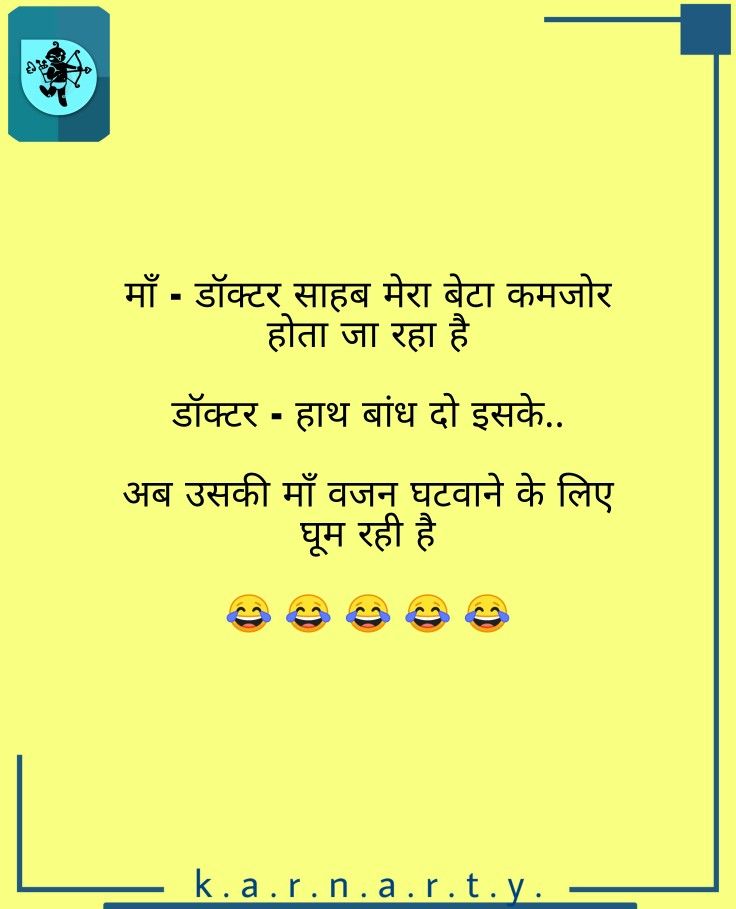 माँ - डॉक्टर साहब मेरा बेटा कमजोर
होता जा रहा है
डॉक्टर - हाथ बांध दो इसके..
अब उसकी माँ वजन घटवाने के लिए
घूम रही है
😂 😂 😂 😂 😂
k.a.r.n.a.r.t.y.